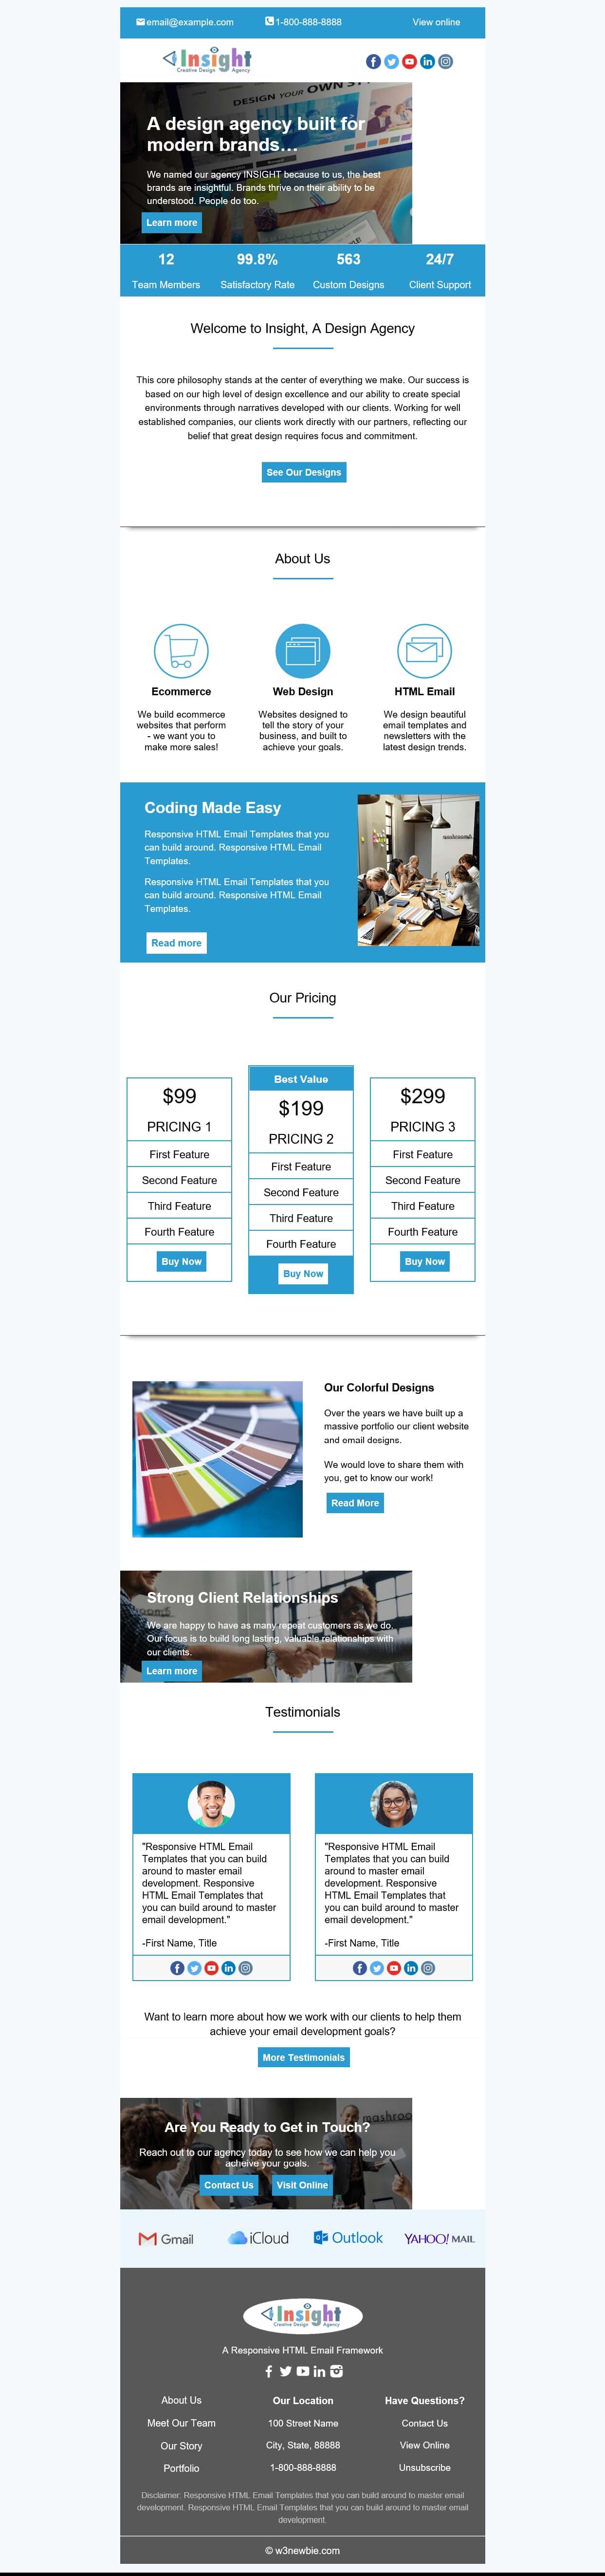 email@example.com 1-800-888-8888 View online
Insight
Creative Design Agency
DESIGN YOUR OWN
A design agency built for
modern brands...
We named our agency INSIGHT because to us, the best
brands are insightful. Brands thrive on their ability to be
understood. People do too.
Learn more
12 99.8% 563 24/7
Team Members Satisfactory Rate Custom Designs Client Support
Welcome to Insight, A Design Agency
This core philosophy stands at the center of everything we make. Our success is
based on our high level of design excellence and our ability to create special
environments through narratives developed with our clients. Working for well
established companies, our clients work directly with our partners, reflecting our
belief that great design requires focus and commitment.
See Our Designs
About Us
Ecommerce
We build ecommerce
websites that perform
- we want you to
make more sales!
Web Design
Websites designed to
tell the story of your
business, and built to
achieve your goals.
HTML Email
We design beautiful
email templates and
newsletters with the
latest design trends.
Coding Made Easy
Responsive HTML Email Templates that you
can build around. Responsive HTML Email
Templates.
Responsive HTML Email Templates that you
can build around. Responsive HTML Email
Templates.
Read more
mushroom
Our Pricing
$99
PRICING 1
First Feature
Second Feature
Third Feature
Fourth Feature
Buy Now
Best Value
$199
PRICING 2
First Feature
Second Feature
Third Feature
Fourth Feature
Buy Now
$299
PRICING 3
First Feature
Second Feature
Third Feature
Fourth Feature
Buy Now
Our Colorful Designs
Over the years we have built up a
massive portfolio our client website
and email designs.
We would love to share them with
you, get to know our work!
Read More
Strong Client Relationships
We are happy to have as many repeat customers as we do.
Our focus is to build long lasting, valuable relationships with
our clients.
Learn more
Testimonials
"Responsive HTML Email
Templates that you can build
around to master email
development. Responsive
HTML Email Templates that
you can build around to master
email development."
-First Name, Title
"Responsive HTML Email
Templates that you can build
around to master email
development. Responsive
HTML Email Templates that
you can build around to master
email development."
-First Name, Title
Want to learn more about how we work with our clients to help them
achieve your email development goals?
More Testimonials
mashroo
Are You Ready to Get in Touch?
Reach out to our agency today to see how we can help you
acheive your goals.
Contact Us Visit Online
Gmail iCloud Outlook YAHOO! MAIL
Insight
Creative Design Agency
A Responsive HTML Email Framework
About Us
Meet Our Team
Our Story
Portfolio
Our Location
100 Street Name
City, State, 88888
1-800-888-8888
Have Questions?
Contact Us
View Online
Unsubscribe
Disclaimer: Responsive HTML Email Templates that you can build around to master email
development. Responsive HTML Email Templates that you can build around to master email
development.
© w3newbie.com